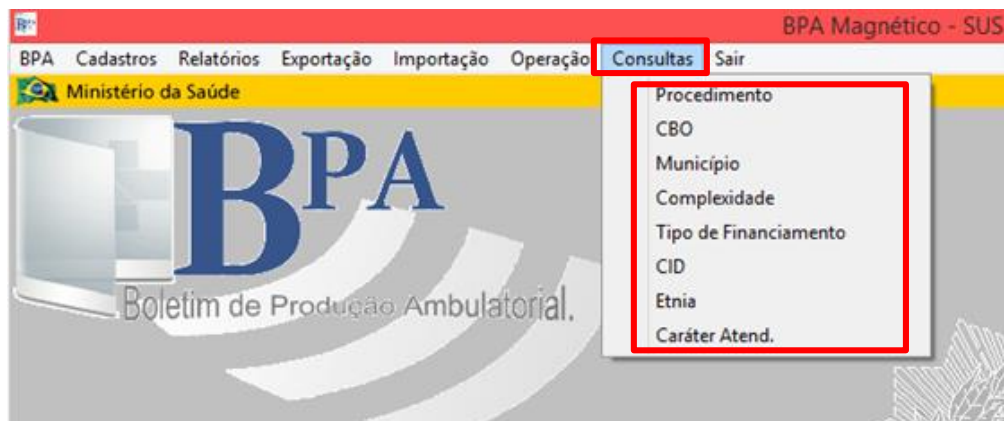 BPA Magnético - SUS
BPA Cadastros Relatórios Exportação Importação Operação Consultas Sair
Ministério da Saúde
Procedimento
CBO
Município
Complexidade
Tipo de Financiamento
CID
Etnia
Caráter Atend.
BPA
Boletim de Produção Ambulatorial.